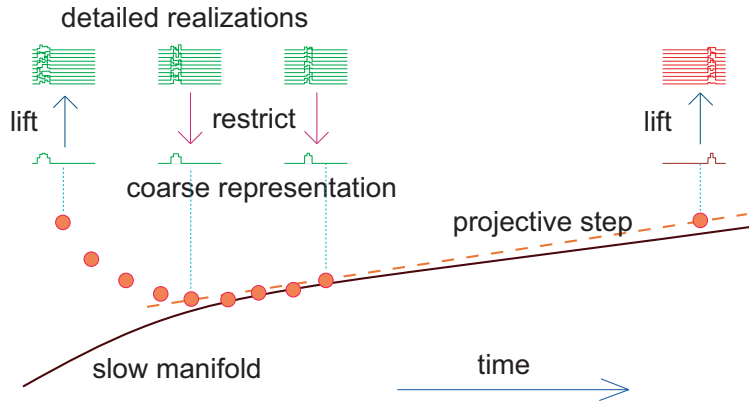 detailed realizations
lift
restrict
lift
coarse representation
projective step
slow manifold
time